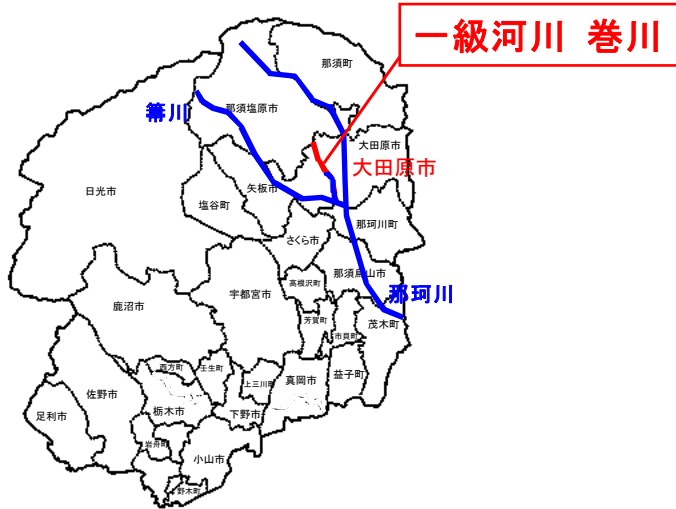 一級河川 巻川
那須町
那須塩原市
箒川
大田原市
大田原市
日光市
矢板市
塩谷町
那珂川町
さくら市
那須烏山市
高根沢町
宇都宮市
那珂川
鹿沼市
芳賀町
茂木町
市貝町
西方町
壬生町
上三川町
真岡市
益子町
佐野市
栃木市
下野市
足利市
岩舟町
小山市
野木町